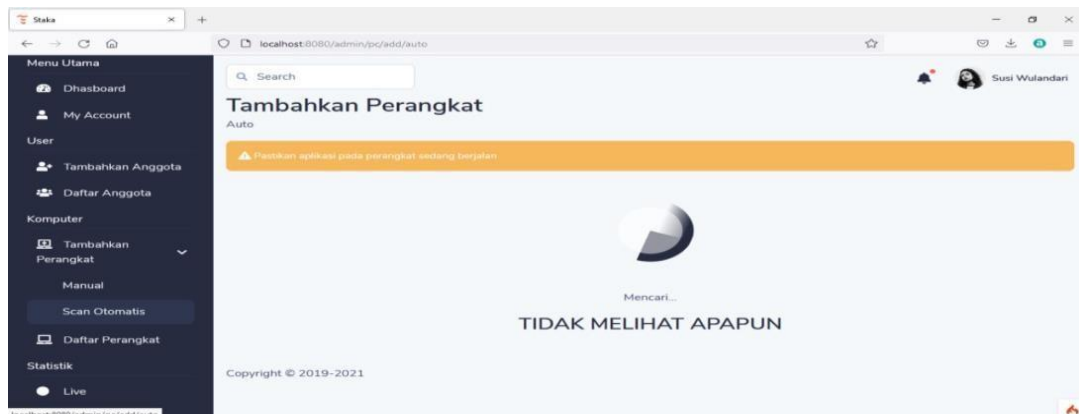 Staka
localhost:8080/admin/pc/add/auto
Menu Utama
Dhasboard
My Account
User
Tambahkan Anggota
Daftar Anggota
Komputer
Tambahkan
Perangkat
Manual
Scan Otomatis
Daftar Perangkat
Statistik
Live
Search
Susi Wulandari
Tambahkan Perangkat
Auto
Pastikan aplikasi pada perangkat sedang berjalan
Mencari...
TIDAK MELIHAT APAPUN
Copyright © 2019-2021